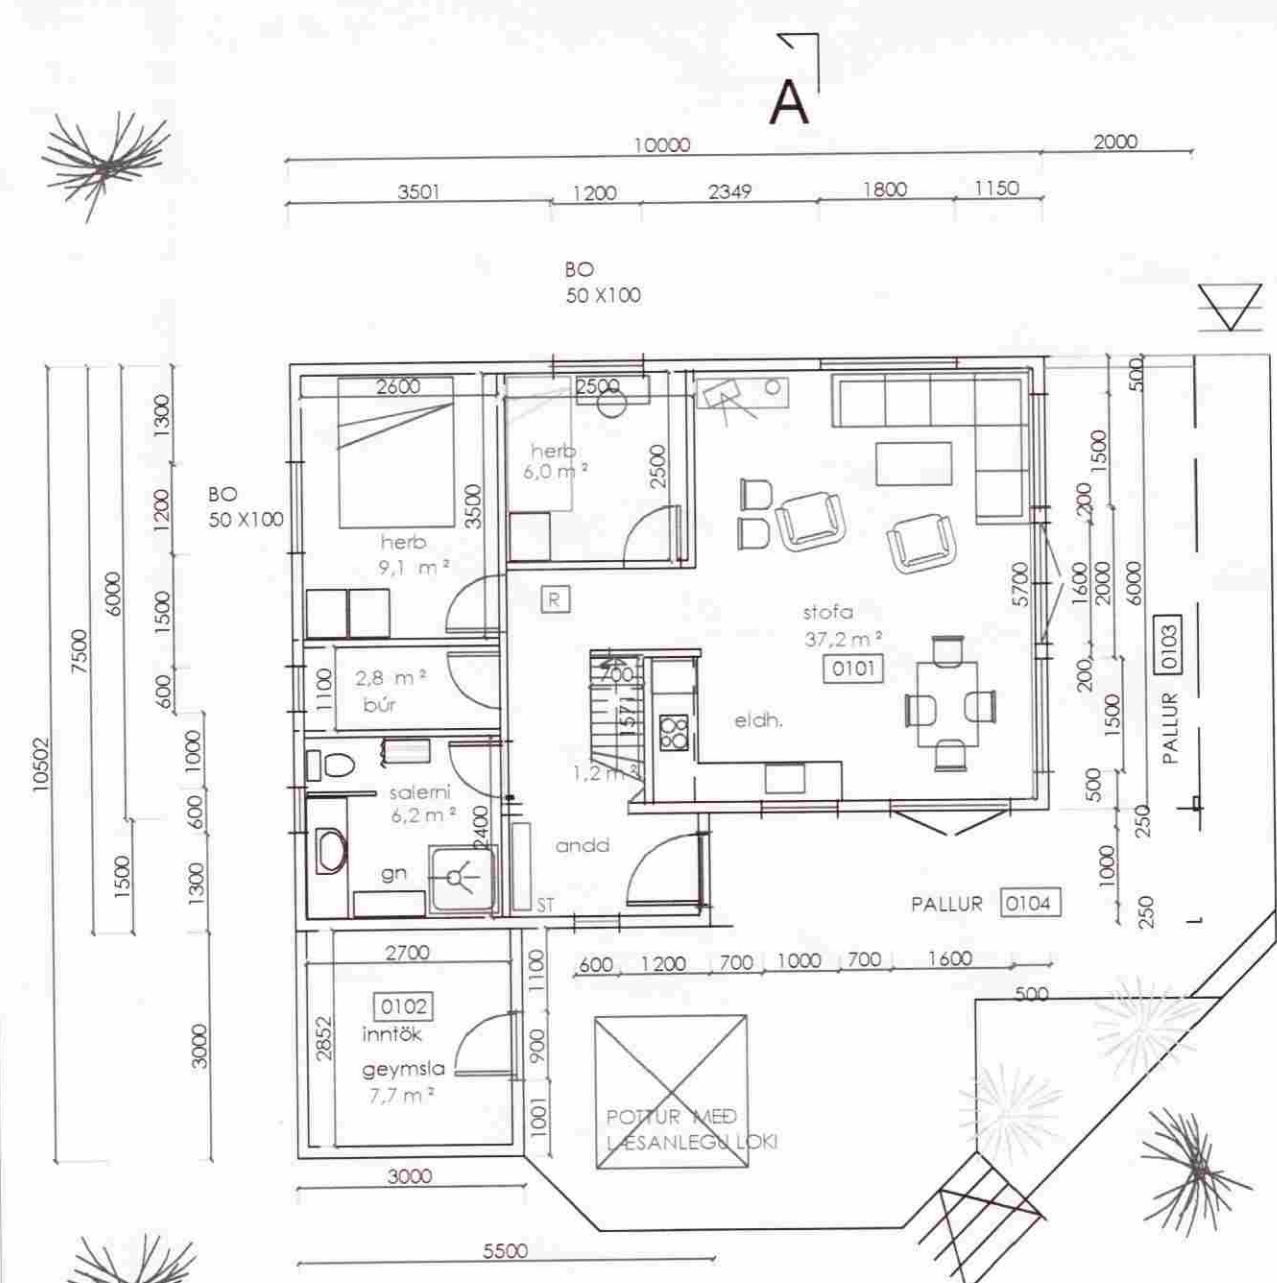 A
10000
2000
3501
1200
2349
1800
1150
BO
50 X100
BO
50 X100
2600
2500
500
1300
1200
1500
600
1000
600
1300
3000
6000
7500
1500
10502
herb
6,0 m²
2500
3500
herb
9,1 m²
R
stofa
37,2 m²
0101
5700
1500
200
1600
2000
6000
200
1500
500
250
1000
250
PALLUR 0103
1100
2,8 m²
búr
700
1571
1,2 m²
eldh.
salerni
6,2 m²
2400
gn
andd
ST
PALLUR 0104
600
1200
700
1000
700
1600
500
2700
0102
inntök
geymsla
7,7 m²
2852
1100
900
1001
POTTUR MEÐ
LÆSANLEGU LOKI
3000
5500